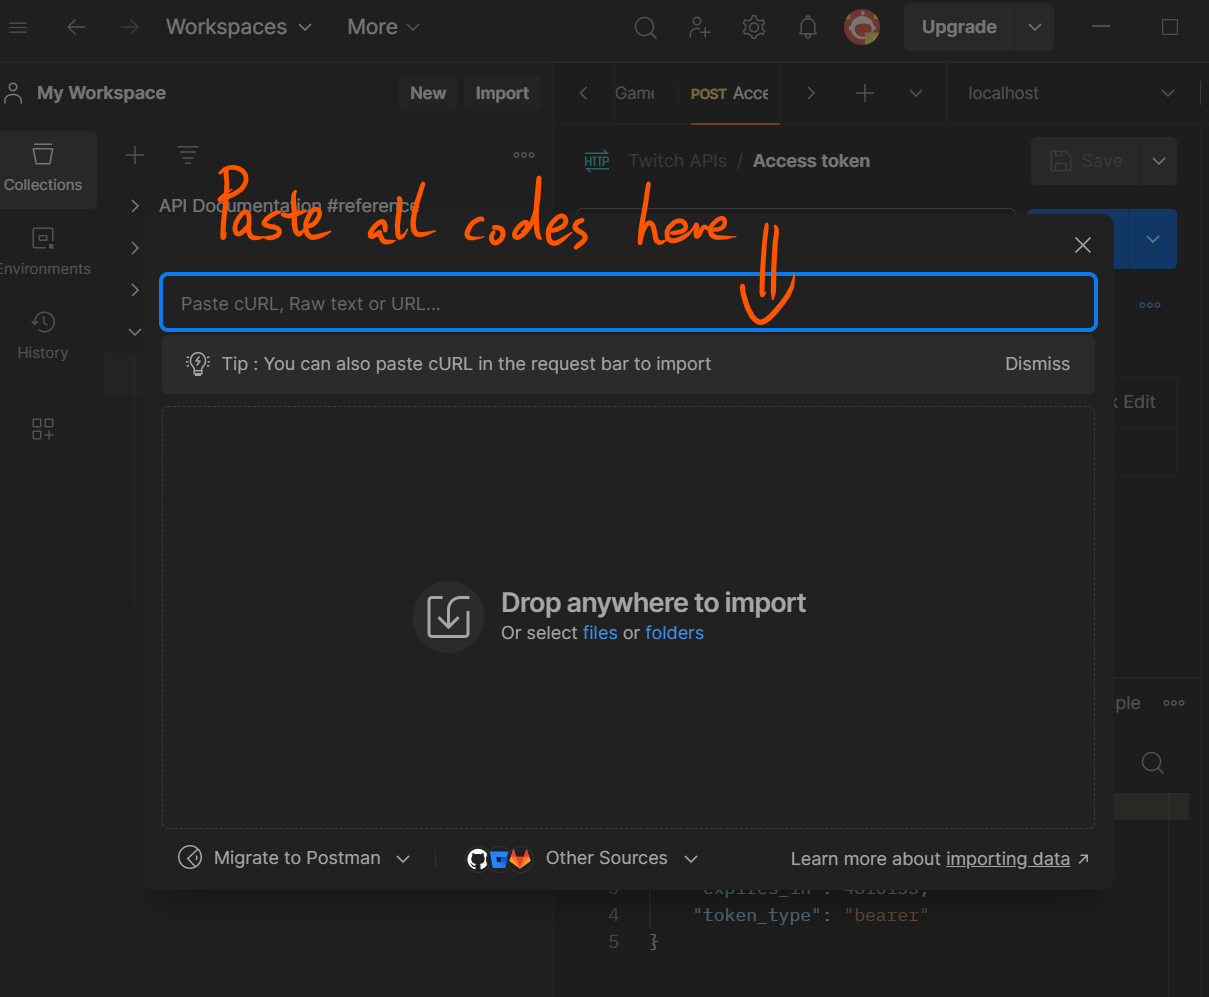 Workspaces More Upgrade
My Workspace New Import Game POST Acce localhost
Collections
HTTP Twitch APIs / Access token Save
API Documentation #reference
Paste all codes here
Environments
Paste cURL, Raw text or URL...
History
Tip : You can also paste cURL in the request bar to import Dismiss
k Edit
Drop anywhere to import
Or select files or folders
ple
Migrate to Postman Other Sources Learn more about importing data
4 "token_type": "bearer"
5 }